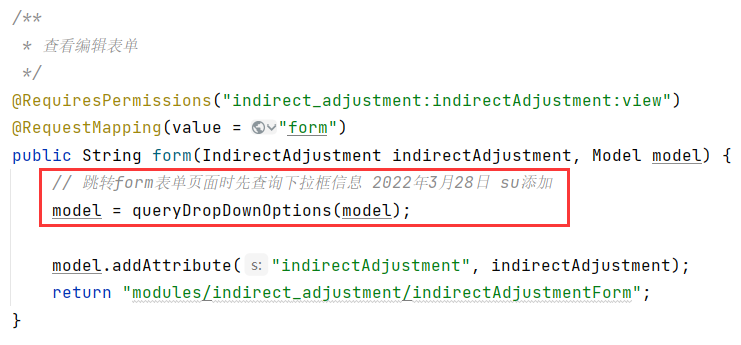 /**
* 查看编辑表单
*/
@RequiresPermissions("indirect_adjustment:indirectAdjustment:view")
@RequestMapping(value = "form")
public String form(IndirectAdjustment indirectAdjustment, Model model) {
// 跳转form表单页面时先查询下拉框信息 2022年3月28日 su添加
model = queryDropDownOptions(model);
model.addAttribute( s: "indirectAdjustment", indirectAdjustment);
return "modules/indirect_adjustment/indirectAdjustmentForm";
}